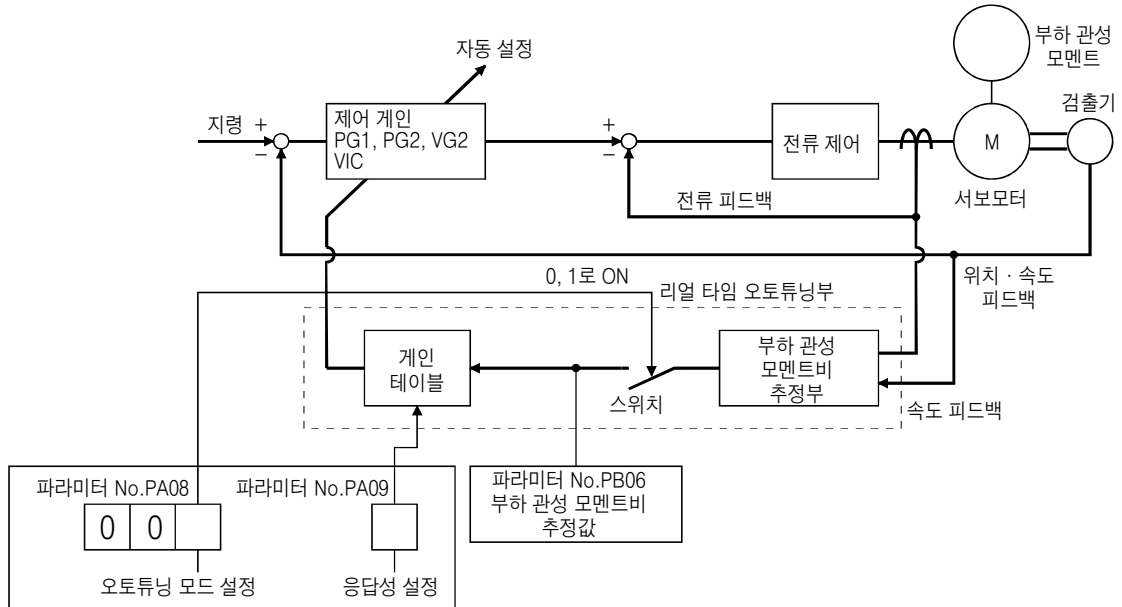 자동 설정
부하 관성
모멘트
검출기
지령
+
−
제어 게인
PG1, PG2, VG2
VIC
+
−
전류 제어
M
서보모터
전류 피드백
위치 · 속도
피드백
0, 1로 ON
리얼 타임 오토튜닝부
게인
테이블
스위치
부하 관성
모멘트비
추정부
속도 피드백
파라미터 No.PA08
파라미터 No.PA09
0 0
오토튜닝 모드 설정
응답성 설정
파라미터 No.PB06
부하 관성 모멘트비
추정값